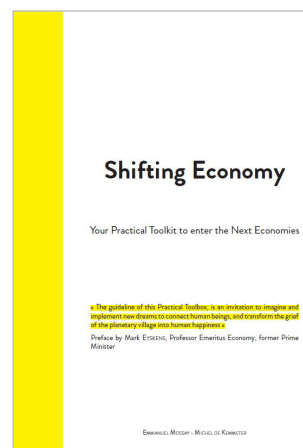 Shifting Economy
Your Practical Toolkit to enter the Next Economies
« The guideline of this Practical Toolbox, is an invitation to imagine and
implement new dreams to connect human beings, and transform the grief
of the planetary village into human happiness »
Preface by Mark EYSKENS, Professor Emeritus Economy, former Prime
Minister
EMMANUEL MOSSAY - MICHEL DE KEMMETER